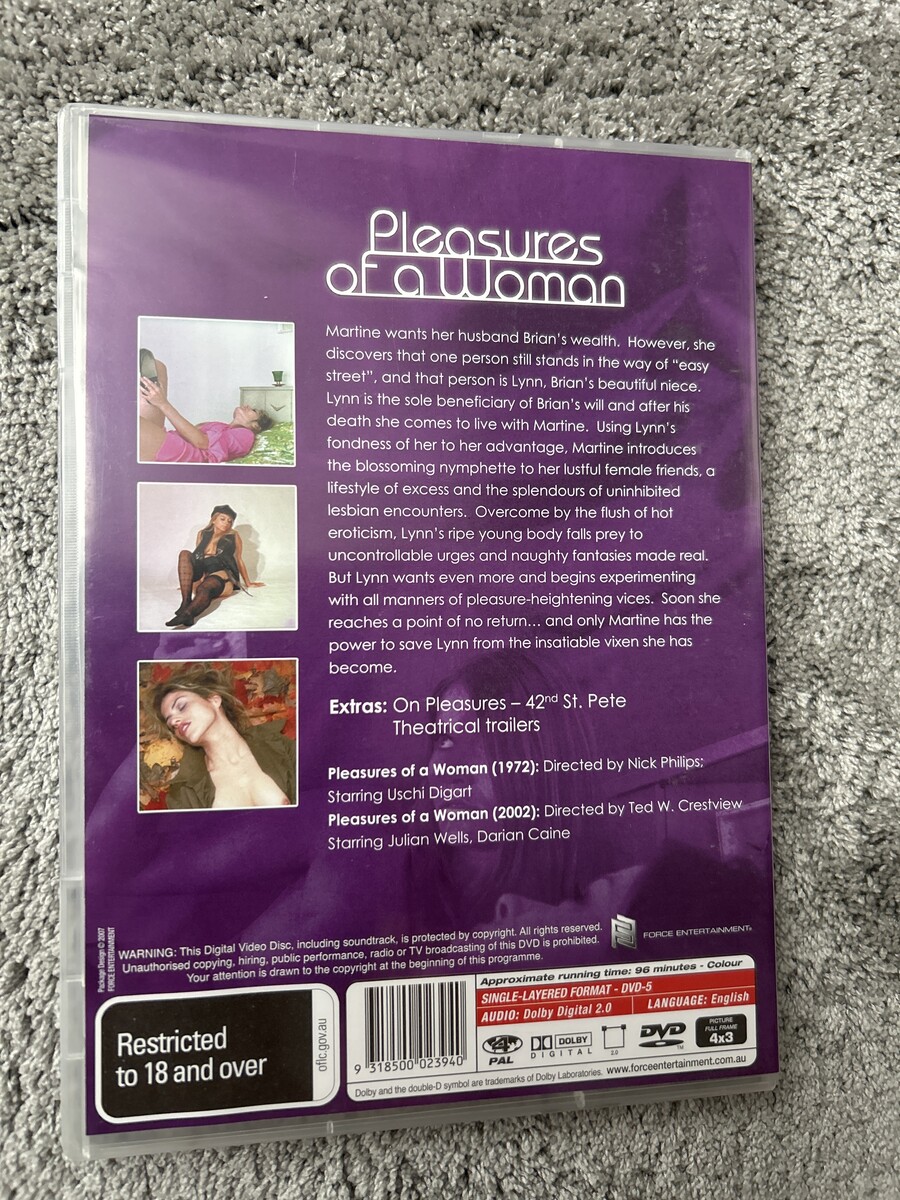 Pleasures
of a Woman
Martine wants her husband Brian's wealth. However, she
discovers that one person still stands in the way of "easy
street", and that person is Lynn, Brian's beautiful niece.
Lynn is the sole beneficiary of Brian's will and after his
death she comes to live with Martine. Using Lynn's
fondness of her to her advantage, Martine introduces
the blossoming nymphette to her lustful female friends, a
lifestyle of excess and the splendours of uninhibited
lesbian encounters. Overcome by the flush of hot
eroticism, Lynn's ripe young body falls prey to
uncontrollable urges and naughty fantasies made real.
But Lynn wants even more and begins experimenting
with all manners of pleasure-heightening vices. Soon she
reaches a point of no return... and only Martine has the
power to save Lynn from the insatiable vixen she has
become.
Extras: On Pleasures – 42nd St. Pete
Theatrical trailers
Pleasures of a Woman (1972): Directed by Nick Philips;
Starring Uschi Digart
Pleasures of a Woman (2002): Directed by Ted W. Crestview
Starring Julian Wells, Darian Caine
Package Design © 2007
FORCE ENTERTAINMENT
WARNING: This Digital Video Disc, including soundtrack, is protected by copyright. All rights reserved.
Unauthorised copying, hiring, public performance, radio or TV broadcasting of this DVD is prohibited.
Your attention is drawn to the copyright at the beginning of this programme.
FORCE ENTERTAINMENT
Restricted
to 18 and over
oflc.gov.au
9 318500 023940
Approximate running time: 96 minutes - Colour
SINGLE-LAYERED FORMAT - DVD-5
AUDIO: Dolby Digital 2.0
LANGUAGE: English
4
PAL
DOLBY
DIGITAL
2.0
DVD
TM
PICTURE
FULL FRAME
4x3
Dolby and the double-D symbol are trademarks of Dolby Laboratories.
www.forceentertainment.com.au